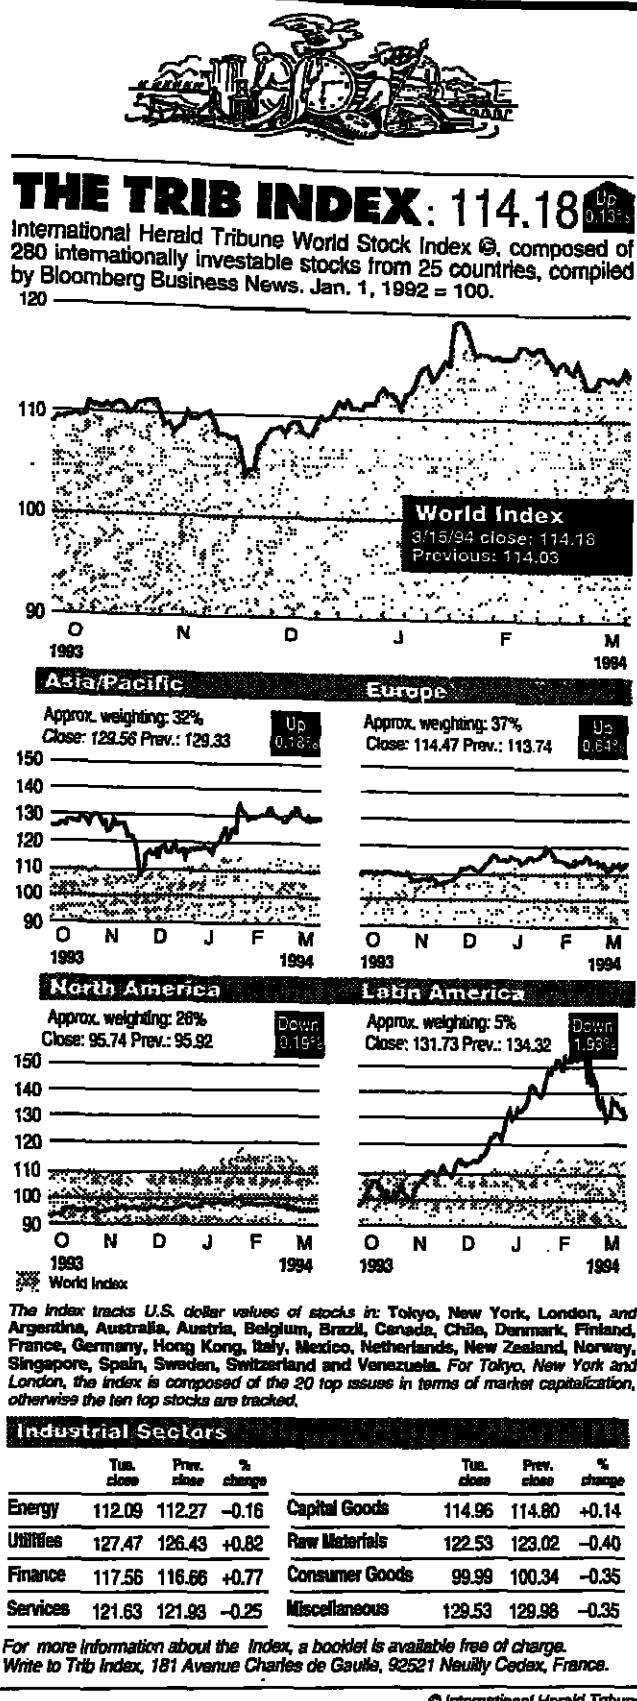 THE TRIB INDEX: 114.18 Up 0.13%
International Herald Tribune World Stock Index ©, composed of
280 internationally investable stocks from 25 countries, compiled
by Bloomberg Business News. Jan. 1, 1992 = 100.
120
110
100
90
World Index
3/15/94 close: 114.18
Previous: 114.03
O N D J F M
1993 1994
Asia/Pacific
Approx. weighting: 32%
Close: 129.56 Prev.: 129.33
Up
0.18%
150
140
130
120
110
100
90
O N D J F M
1993 1994
Europe
Approx. weighting: 37%
Close: 114.47 Prev.: 113.74
Up
0.64%
O N D J F M
1993 1994
North America
Approx. weighting: 26%
Close: 95.74 Prev.: 95.92
Down
0.19%
150
140
130
120
110
100
90
O N D J F M
1993 1994
World Index
Latin America
Approx. weighting: 5%
Close: 131.73 Prev.: 134.32
Down
1.93%
O N D J F M
1993 1994
The index tracks U.S. dollar values of stocks in: Tokyo, New York, London, and
Argentina, Australia, Austria, Belgium, Brazil, Canada, Chile, Denmark, Finland,
France, Germany, Hong Kong, Italy, Mexico, Netherlands, New Zealand, Norway,
Singapore, Spain, Sweden, Switzerland and Venezuela. For Tokyo, New York and
London, the index is composed of the 20 top issues in terms of market capitalization,
otherwise the ten top stocks are tracked.
Industrial Sectors
Tue. close Prev. close % change Tue. close Prev. close % change
Energy 112.09 112.27 –0.16 Capital Goods 114.96 114.80 +0.14
Utilities 127.47 126.43 +0.82 Raw Materials 122.53 123.02 –0.40
Finance 117.56 116.66 +0.77 Consumer Goods 99.99 100.34 –0.35
Services 121.63 121.93 –0.25 Miscellaneous 129.53 129.98 –0.35
For more information about the Index, a booklet is available free of charge.
Write to Trib Index, 181 Avenue Charles de Gaulle, 92521 Neuilly Cedex, France.
© International Herald Tribune